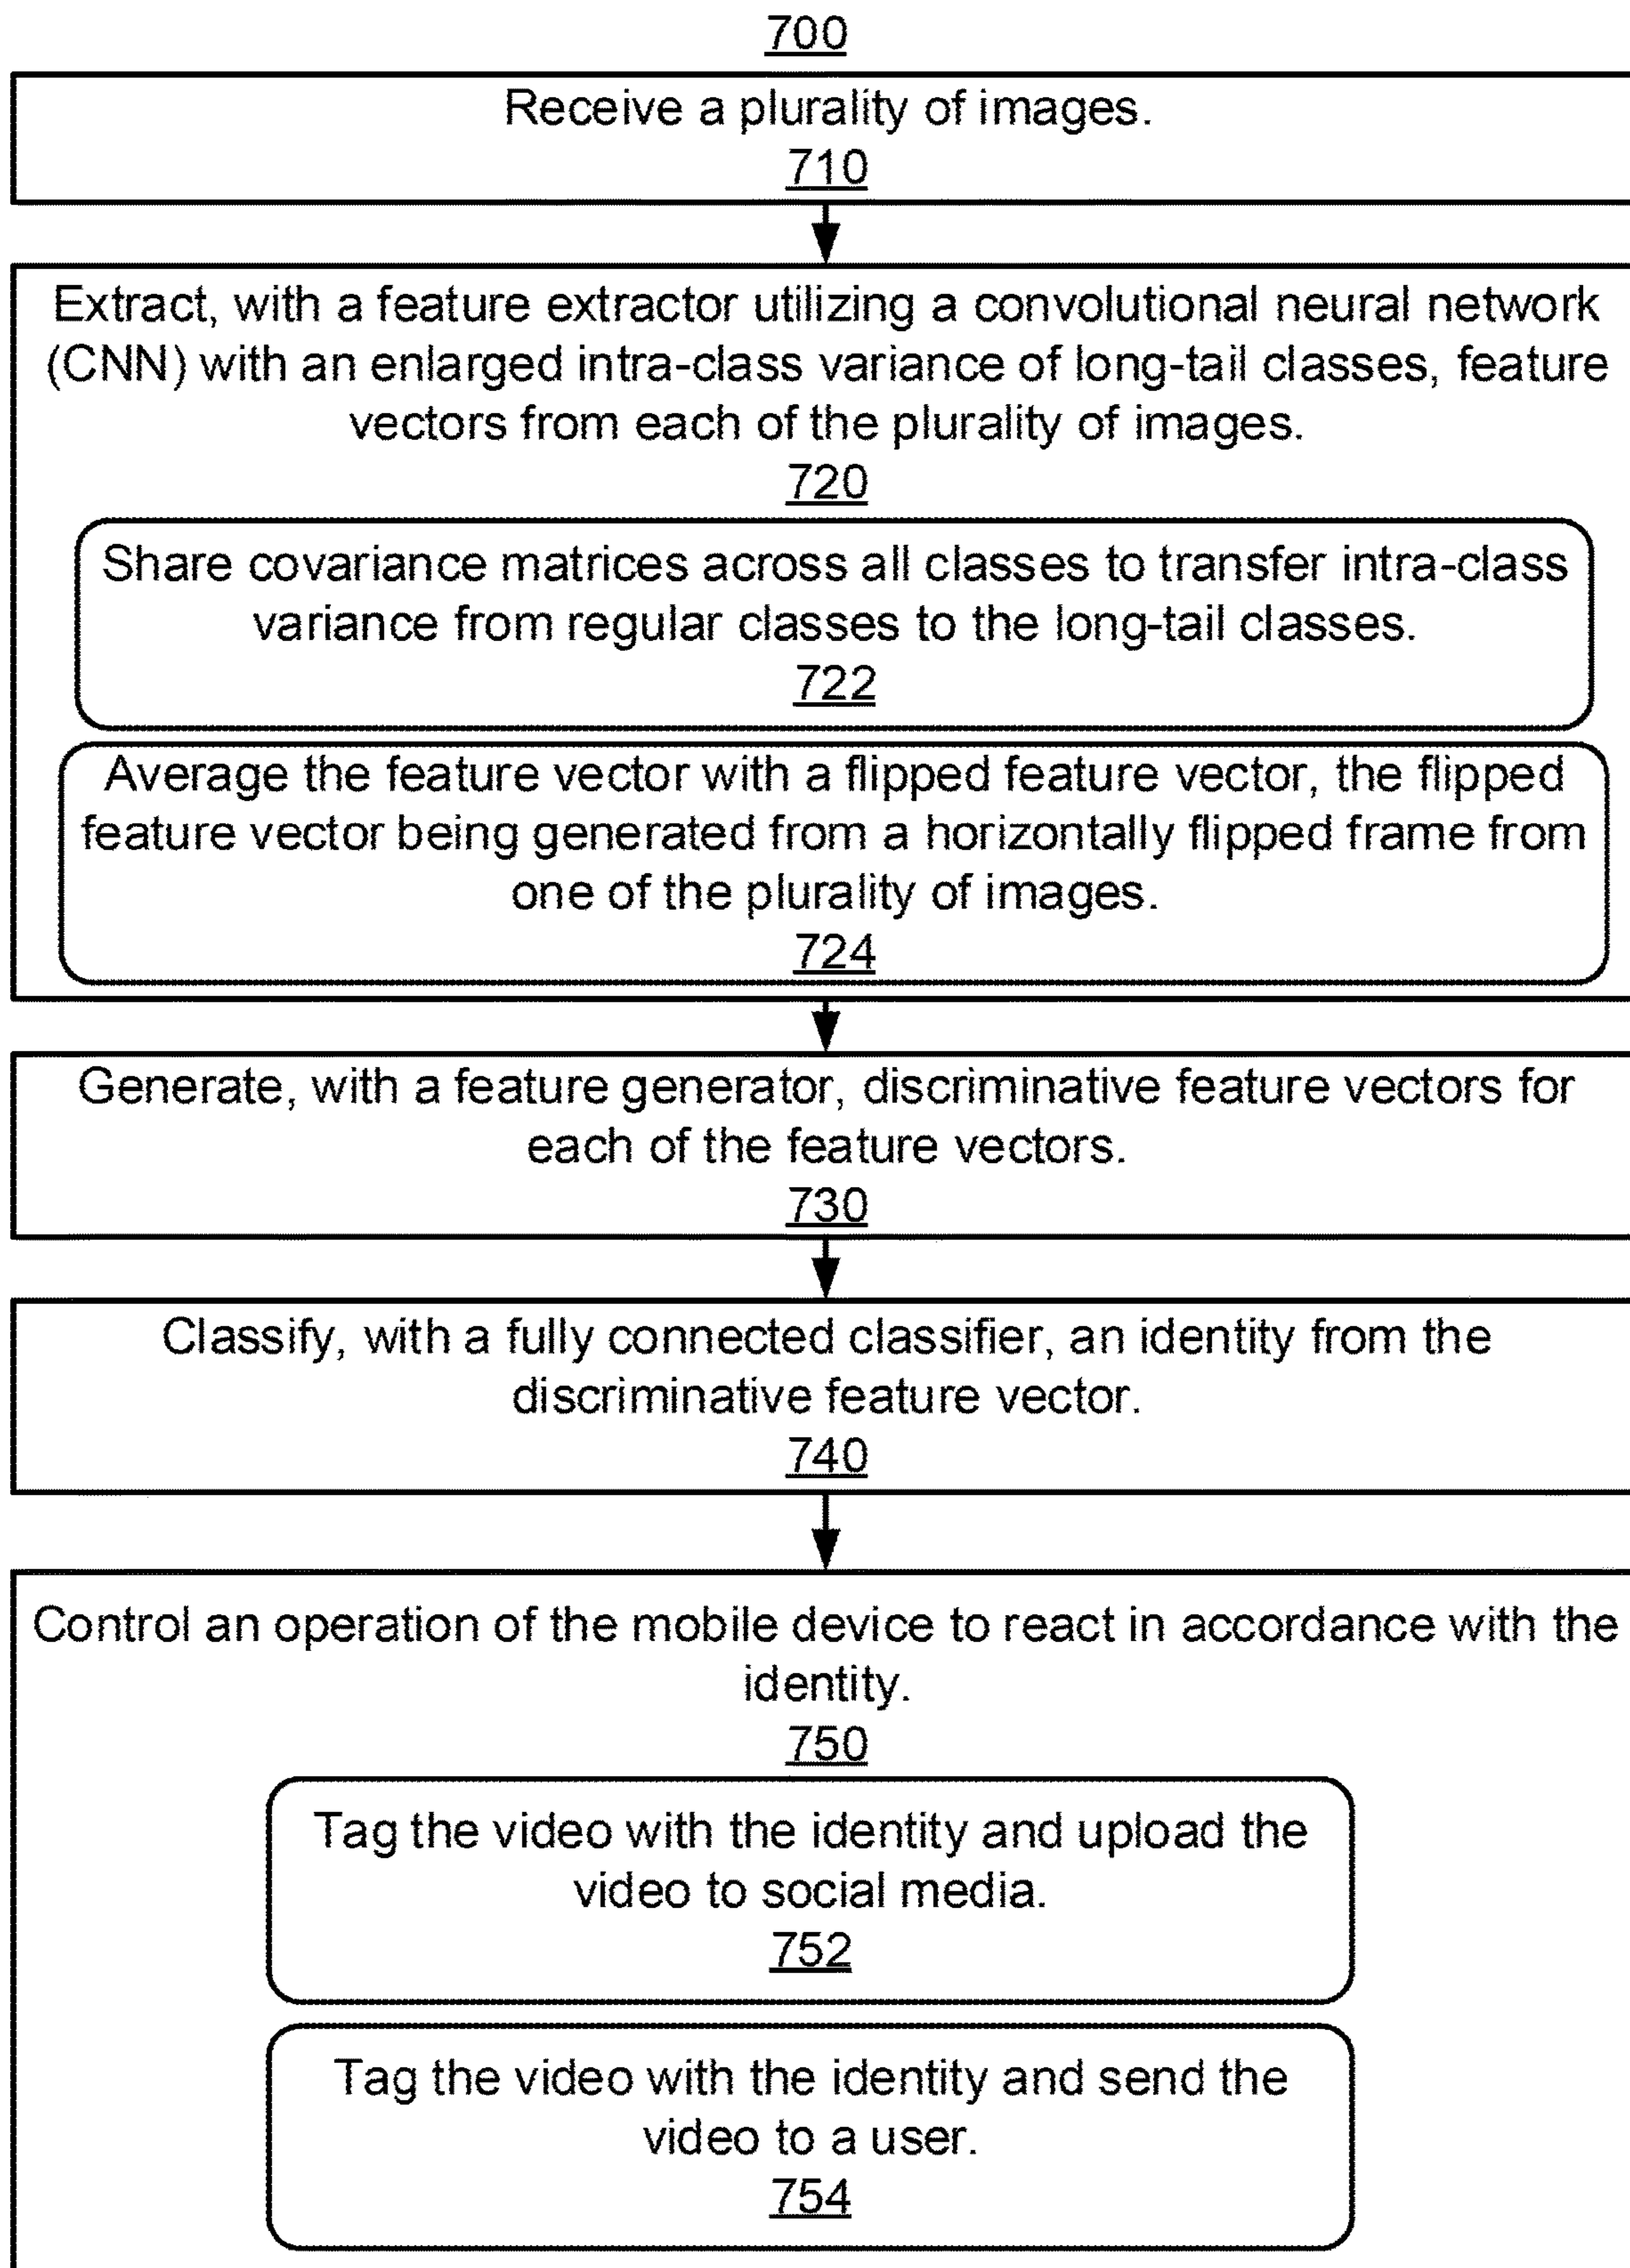 700
Receive a plurality of images.
710
Extract, with a feature extractor utilizing a convolutional neural network
(CNN) with an enlarged intra-class variance of long-tail classes, feature
vectors from each of the plurality of images.
720
Share covariance matrices across all classes to transfer intra-class
variance from regular classes to the long-tail classes.
722
Average the feature vector with a flipped feature vector, the flipped
feature vector being generated from a horizontally flipped frame from
one of the plurality of images.
724
Generate, with a feature generator, discriminative feature vectors for
each of the feature vectors.
730
Classify, with a fully connected classifier, an identity from the
discriminative feature vector.
740
Control an operation of the mobile device to react in accordance with the
identity.
750
Tag the video with the identity and upload the
video to social media.
752
Tag the video with the identity and send the
video to a user.
754